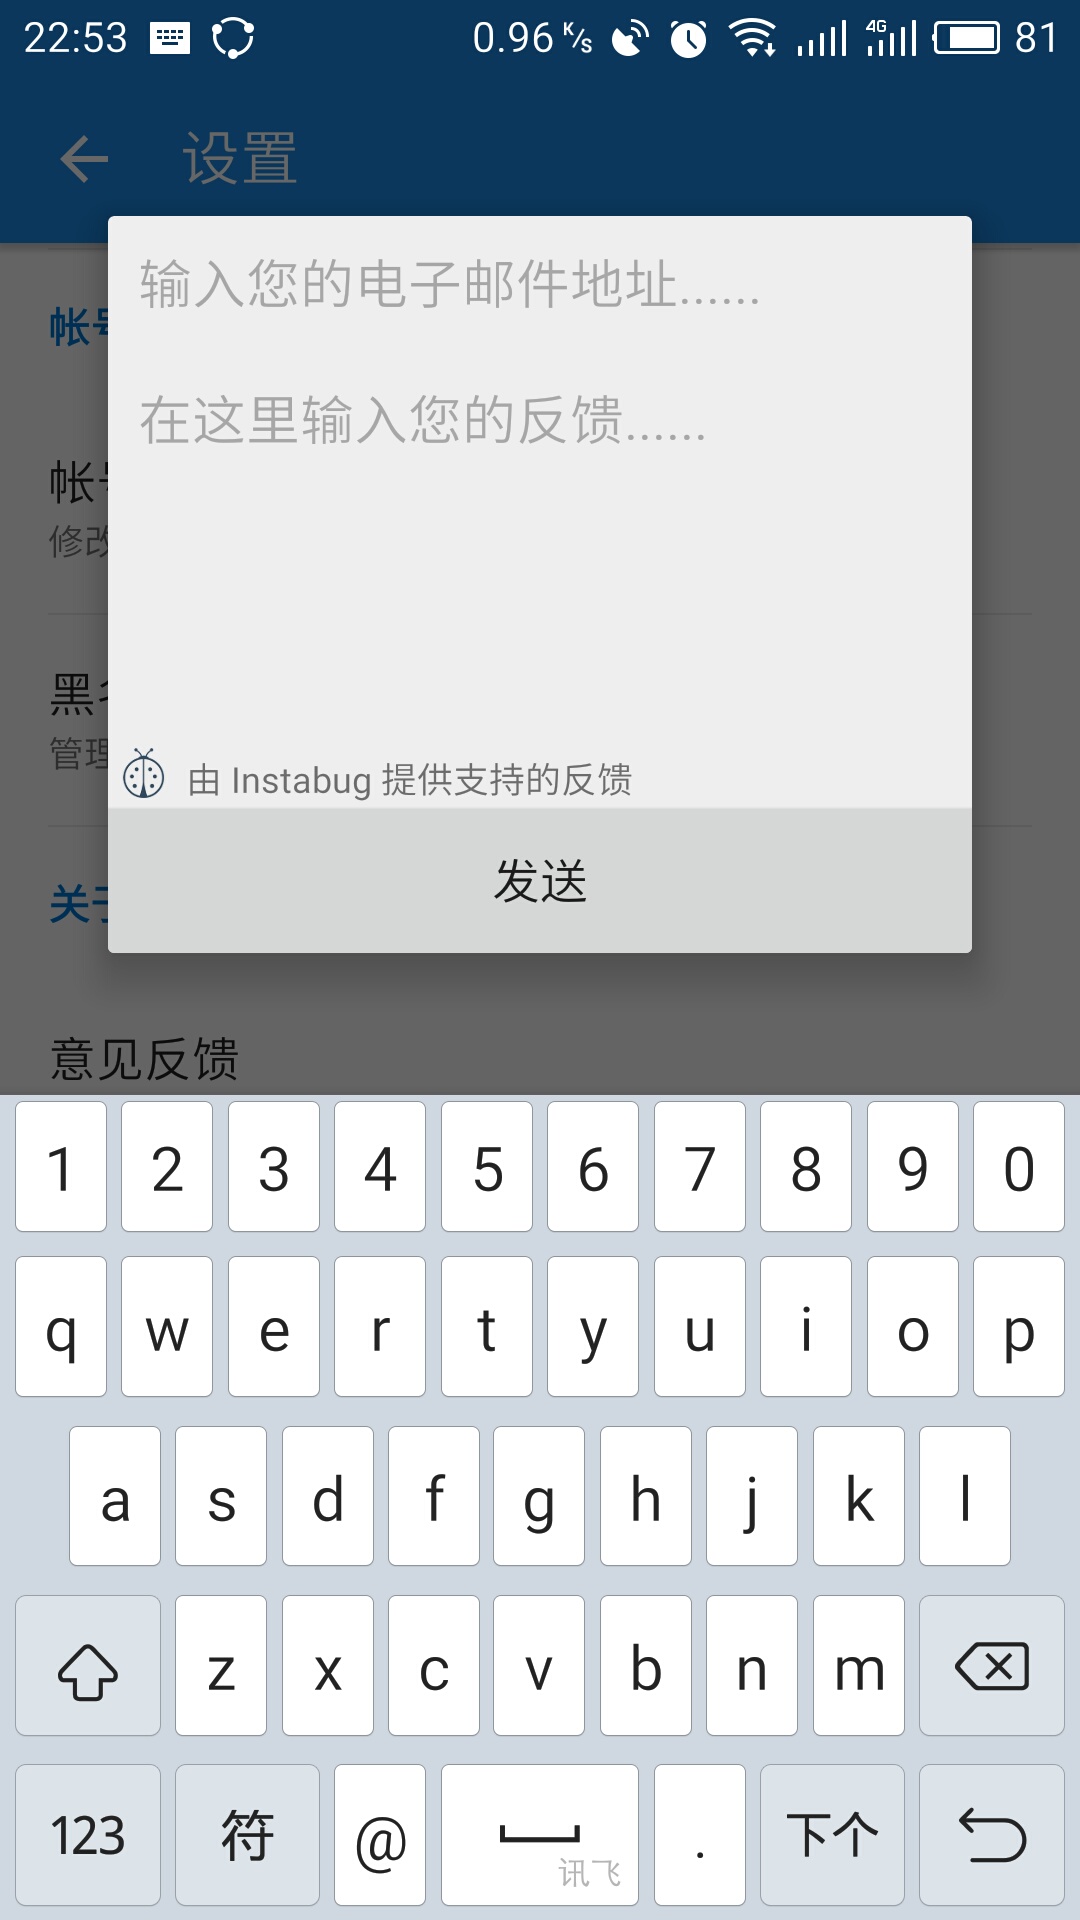 22:53 0.96 K/s 4G 81
设置
输入您的电子邮件地址......
帐
在这里输入您的反馈......
帐
修改
黑
管理
由 Instabug 提供支持的反馈
发送
关于
意见反馈
1 2 3 4 5 6 7 8 9 0
q w e r t y u i o p
a s d f g h j k l
z x c v b n m
123 符 @ 讯飞 . 下个